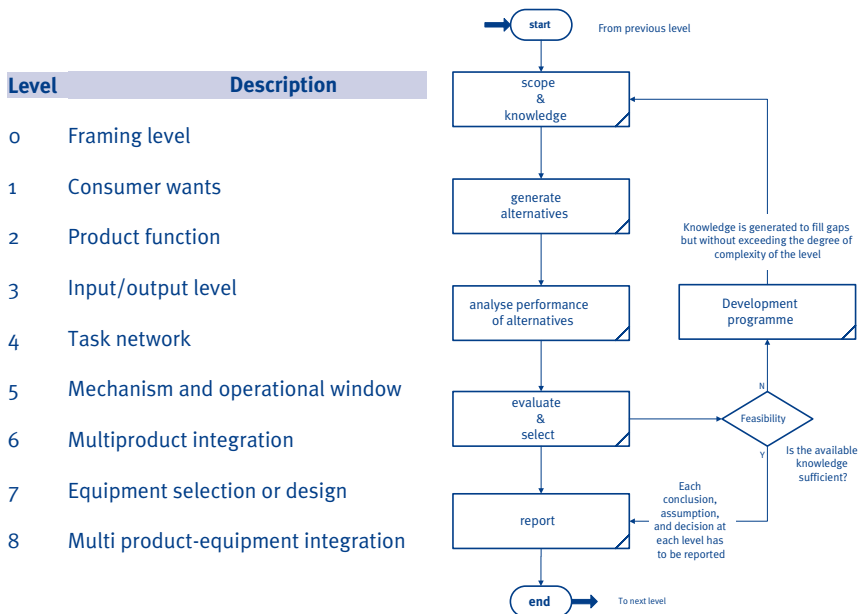 Level Description
0 Framing level
1 Consumer wants
2 Product function
3 Input/output level
4 Task network
5 Mechanism and operational window
6 Multiproduct integration
7 Equipment selection or design
8 Multi product-equipment integration
start
From previous level
scope
&
knowledge
generate
alternatives
Knowledge is generated to fill gaps
but without exceeding the degree of
complexity of the level
analyse performance
of alternatives
Development
programme
evaluate
&
select
N
Feasibility
Y
Is the available
knowledge
sufficient?
Each
conclusion,
assumption,
and decision at
each level has
to be reported
report
end
To next level